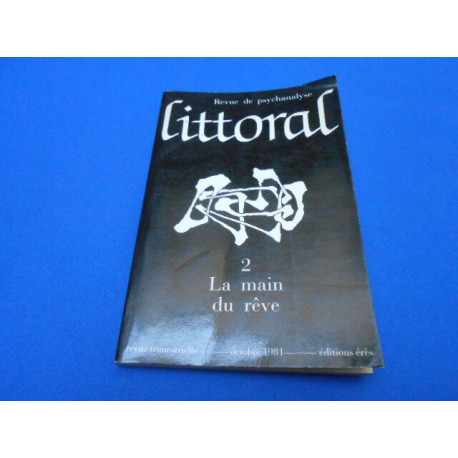 Revue de psychanalyse
littoral
2
La main
du rêve
revue trimestrielle — octobre 1981 — éditions érès